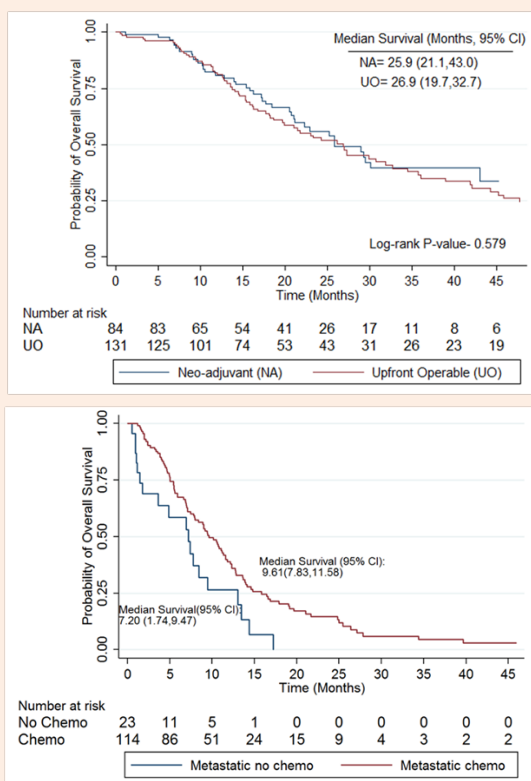 Probability of Overall Survival
1.00
0.75
0.50
0.25
0.00
Median Survival (Months, 95% CI)
NA= 25.9 (21.1,43.0)
UO= 26.9 (19.7,32.7)
Log-rank P-value- 0.579
0 5 10 15 20 25 30 35 40 45
Time (Months)
Number at risk
NA 84 83 65 54 41 26 17 11 8 6
UO 131 125 101 74 53 43 31 26 23 19
Neo-adjuvant (NA) Upfront Operable (UO)
Probability of Overall Survival
1.00
0.75
0.50
0.25
0.00
Median Survival (95% CI):
9.61(7.83,11.58)
Median Survival(95% CI):
7.20 (1.74,9.47)
0 5 10 15 20 25 30 35 40 45
Time (Months)
Number at risk
No Chemo 23 11 5 1 0 0 0 0 0 0
Chemo 114 86 51 24 15 9 4 3 2 2
Metastatic no chemo Metastatic chemo